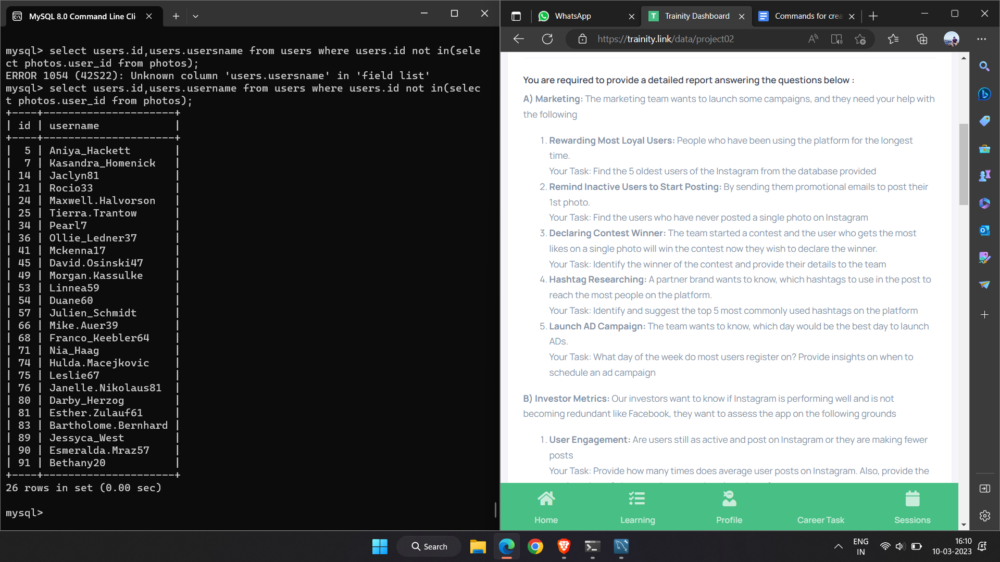 MySQL 8.0 Command Line Cli
mysql> select users.id,users.usersname from users where users.id not in(sele
ct photos.user_id from photos);
ERROR 1054 (42S22): Unknown column 'users.usersname' in 'field list'
mysql> select users.id,users.username from users where users.id not in(selec
t photos.user_id from photos);
+----+---------------------+
| id | username            |
+----+---------------------+
|  5 | Aniya_Hackett       |
|  7 | Kasandra_Homenick   |
| 14 | Jaclyn81            |
| 21 | Rocio33             |
| 24 | Maxwell.Halvorson   |
| 25 | Tierra.Trantow      |
| 34 | Pearl7              |
| 36 | Ollie_Ledner37      |
| 41 | Mckenna17           |
| 45 | David.Osinski47     |
| 49 | Morgan.Kassulke     |
| 53 | Linnea59            |
| 54 | Duane60             |
| 57 | Julien_Schmidt      |
| 66 | Mike.Auer39         |
| 68 | Franco_Keebler64    |
| 71 | Nia_Haag            |
| 74 | Hulda.Macejkovic    |
| 75 | Leslie67            |
| 76 | Janelle.Nikolaus81  |
| 80 | Darby_Herzog        |
| 81 | Esther.Zulauf61     |
| 83 | Bartholome.Bernhard |
| 89 | Jessyca_West        |
| 90 | Esmeralda.Mraz57    |
| 91 | Bethany20           |
+----+---------------------+
26 rows in set (0.00 sec)
mysql>
WhatsApp
T Trainity Dashboard
Commands for crea
https://trainity.link/data/project02
You are required to provide a detailed report answering the questions below :
A) Marketing: The marketing team wants to launch some campaigns, and they need your help with
the following
1. Rewarding Most Loyal Users: People who have been using the platform for the longest
time.
Your Task: Find the 5 oldest users of the Instagram from the database provided
2. Remind Inactive Users to Start Posting: By sending them promotional emails to post their
1st photo.
Your Task: Find the users who have never posted a single photo on Instagram
3. Declaring Contest Winner: The team started a contest and the user who gets the most
likes on a single photo will win the contest now they wish to declare the winner.
Your Task: Identify the winner of the contest and provide their details to the team
4. Hashtag Researching: A partner brand wants to know, which hashtags to use in the post to
reach the most people on the platform.
Your Task: Identify and suggest the top 5 most commonly used hashtags on the platform
5. Launch AD Campaign: The team wants to know, which day would be the best day to launch
ADs.
Your Task: What day of the week do most users register on? Provide insights on when to
schedule an ad campaign
B) Investor Metrics: Our investors want to know if Instagram is performing well and is not
becoming redundant like Facebook, they want to assess the app on the following grounds
1. User Engagement: Are users still as active and post on Instagram or they are making fewer
posts
Your Task: Provide how many times does average user posts on Instagram. Also, provide the
Home
Learning
Profile
Career Task
Sessions
Search
ENG
IN
16:10
10-03-2023